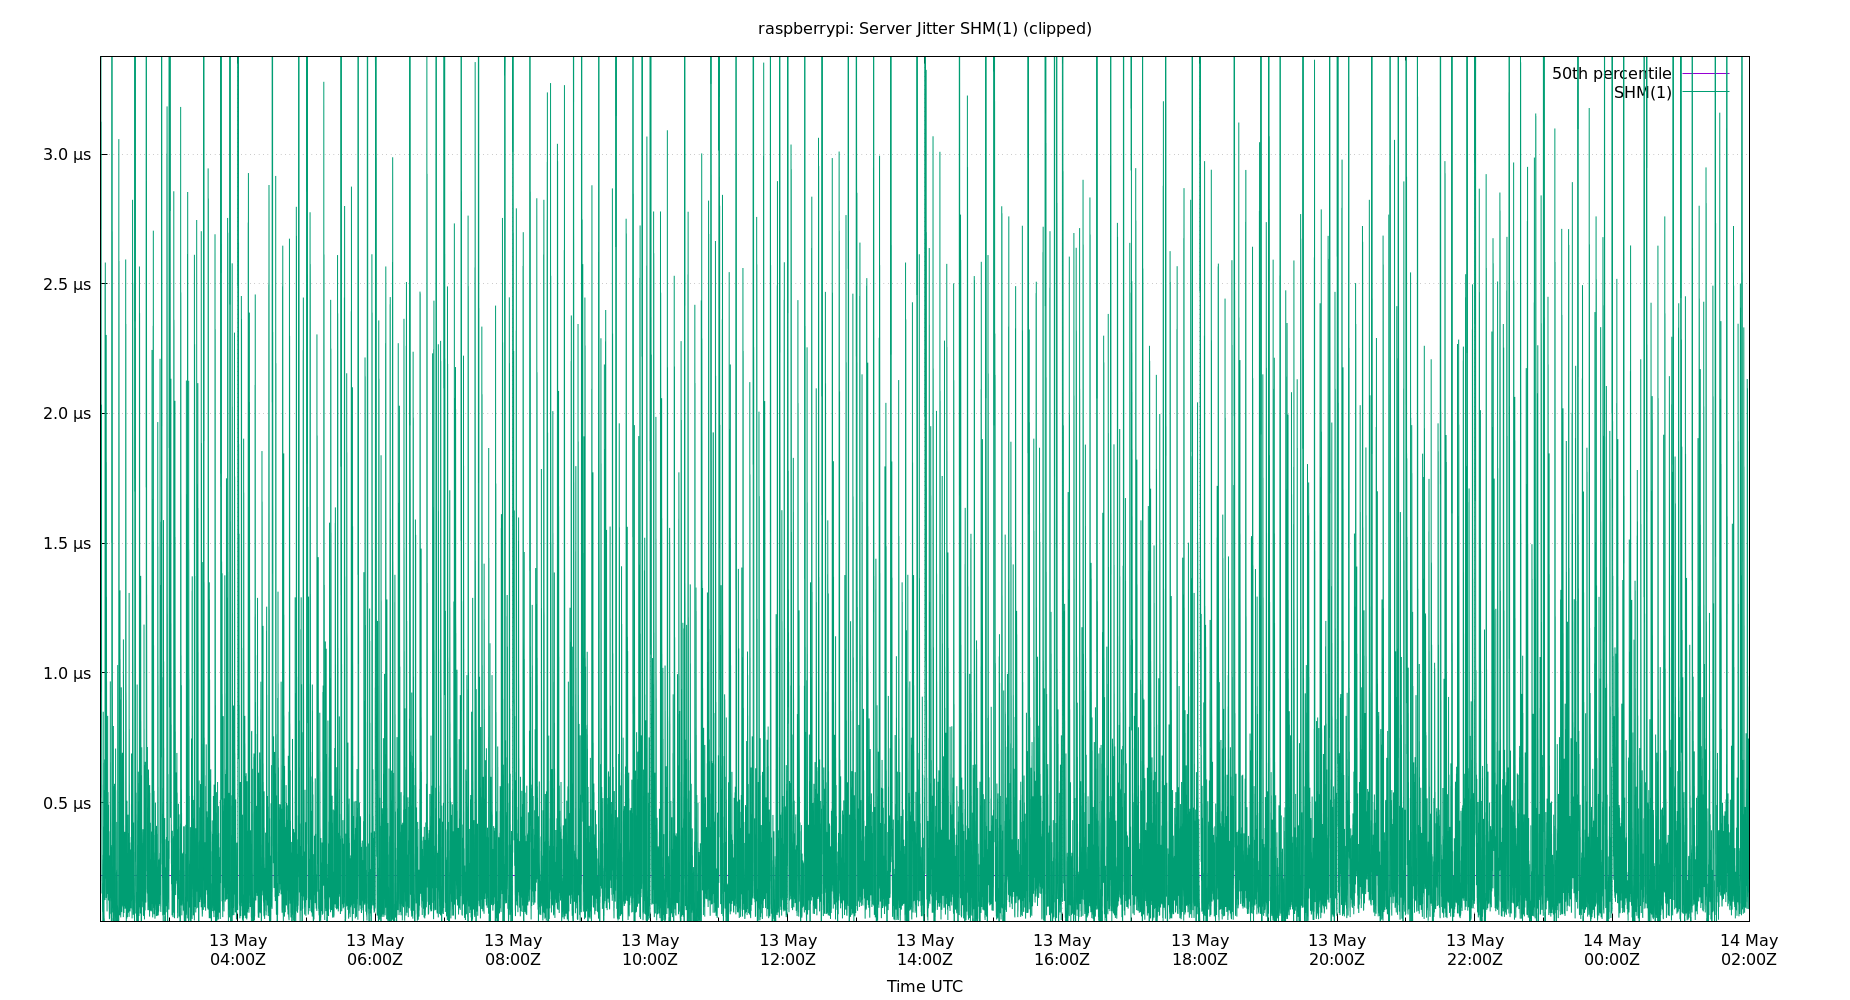 raspberrypi: Server Jitter SHM(1) (clipped)
50th percentile
SHM(1)
3.0 µs
2.5 µs
2.0 µs
1.5 µs
1.0 µs
0.5 µs
13 May 13 May 13 May 13 May 13 May 13 May 13 May 13 May 13 May 13 May 14 May 14 May
04:00Z 06:00Z 08:00Z 10:00Z 12:00Z 14:00Z 16:00Z 18:00Z 20:00Z 22:00Z 00:00Z 02:00Z
Time UTC